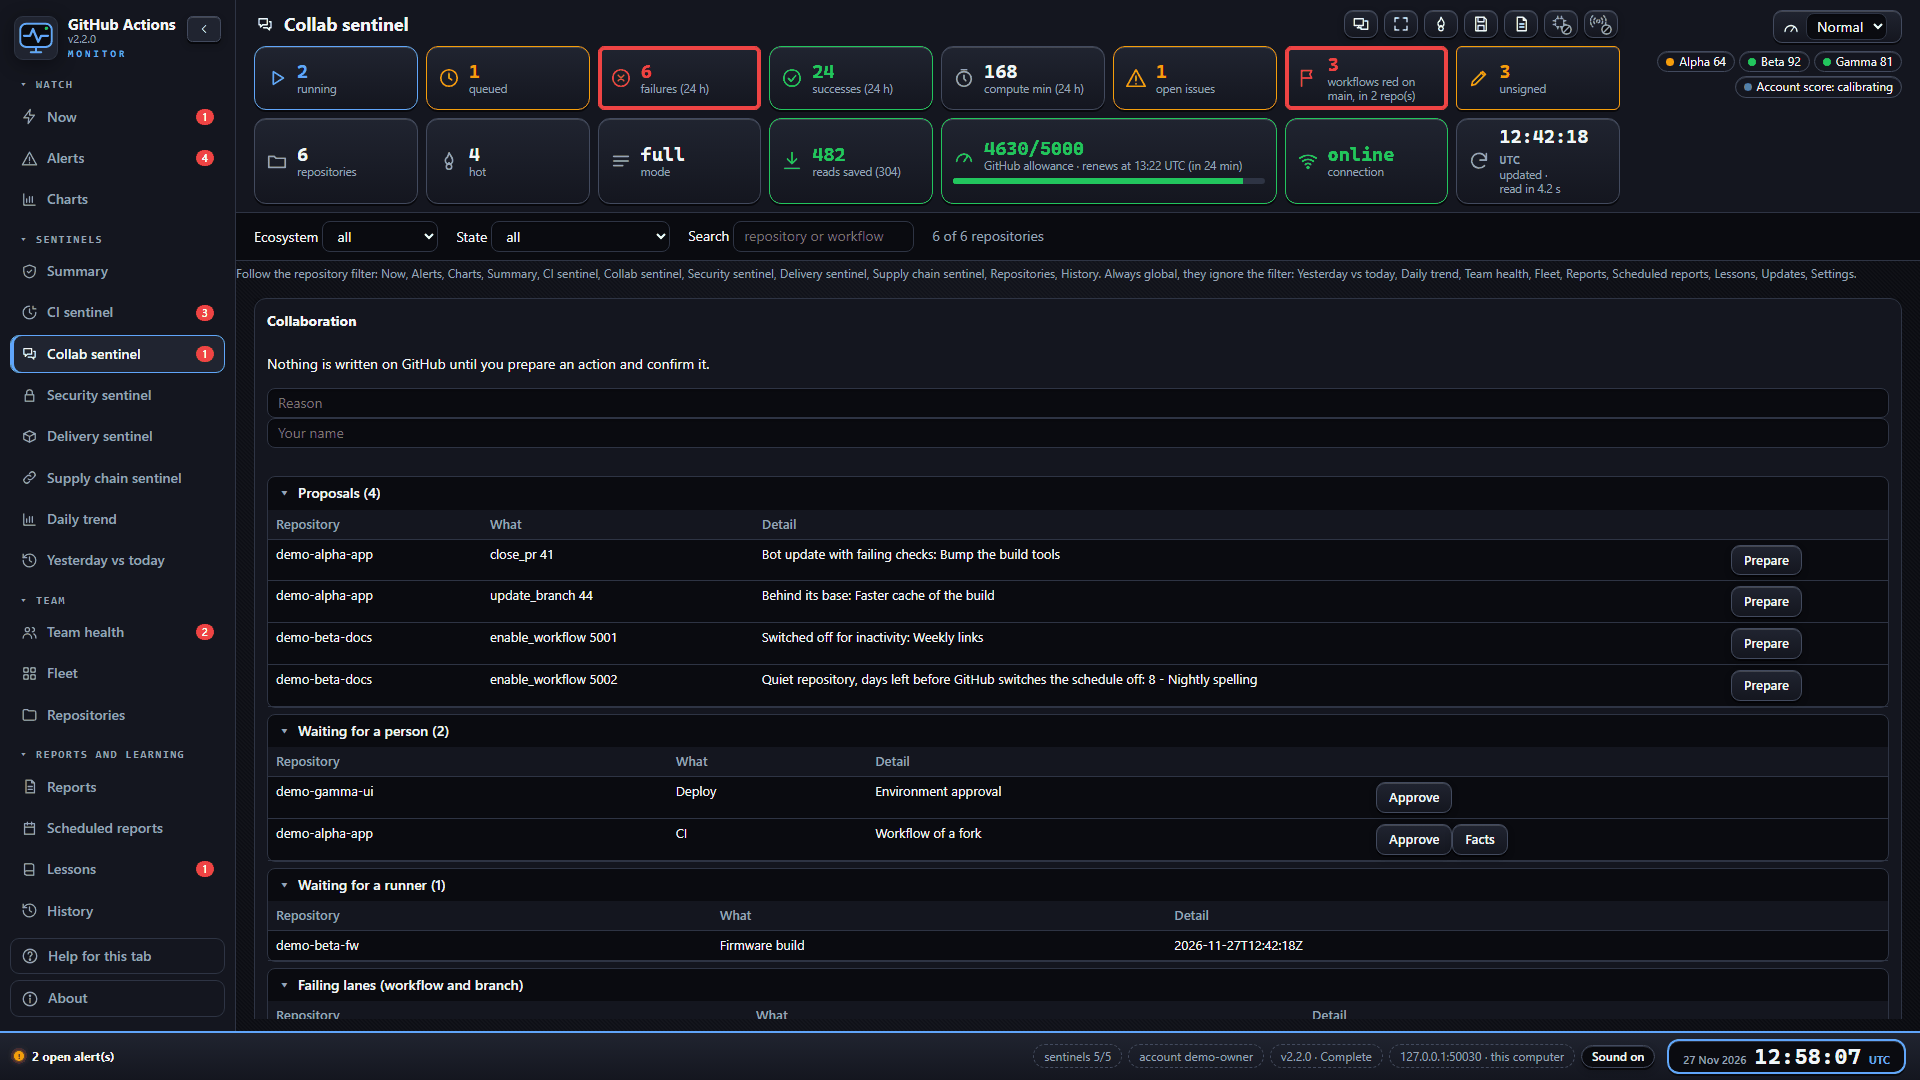 GitHub Actions
v2.2.0
MONITOR
WATCH
Now 1
Alerts 4
Charts
SENTINELS
Summary
CI sentinel 3
Collab sentinel 1
Security sentinel
Delivery sentinel
Supply chain sentinel
Daily trend
Yesterday vs today
TEAM
Team health 2
Fleet
Repositories
REPORTS AND LEARNING
Reports
Scheduled reports
Lessons 1
History
Help for this tab
About
Collab sentinel
Normal
2 running
1 queued
6 failures (24 h)
24 successes (24 h)
168 compute min (24 h)
1 open issues
3 workflows red on main, in 2 repo(s)
3 unsigned
Alpha 64 Beta 92 Gamma 81
Account score: calibrating
6 repositories
4 hot
full mode
482 reads saved (304)
4630/5000 GitHub allowance · renews at 13:22 UTC (in 24 min)
online connection
12:42:18 UTC updated · read in 4.2 s
Ecosystem all State all Search repository or workflow 6 of 6 repositories
Follow the repository filter: Now, Alerts, Charts, Summary, CI sentinel, Collab sentinel, Security sentinel, Delivery sentinel, Supply chain sentinel, Repositories, History. Always global, they ignore the filter: Yesterday vs today, Daily trend, Team health, Fleet, Reports, Scheduled reports, Lessons, Updates, Settings.
Collaboration
Nothing is written on GitHub until you prepare an action and confirm it.
Reason
Your name
Proposals (4)
Repository What Detail
demo-alpha-app close_pr 41 Bot update with failing checks: Bump the build tools Prepare
demo-alpha-app update_branch 44 Behind its base: Faster cache of the build Prepare
demo-beta-docs enable_workflow 5001 Switched off for inactivity: Weekly links Prepare
demo-beta-docs enable_workflow 5002 Quiet repository, days left before GitHub switches the schedule off: 8 - Nightly spelling Prepare
Waiting for a person (2)
Repository What Detail
demo-gamma-ui Deploy Environment approval Approve
demo-alpha-app CI Workflow of a fork Approve Facts
Waiting for a runner (1)
Repository What Detail
demo-beta-fw Firmware build 2026-11-27T12:42:18Z
Failing lanes (workflow and branch)
Repository What Detail
2 open alert(s)
sentinels 5/5 account demo-owner v2.2.0 · Complete 127.0.0.1:50030 · this computer Sound on 27 Nov 2026 12:58:07 UTC